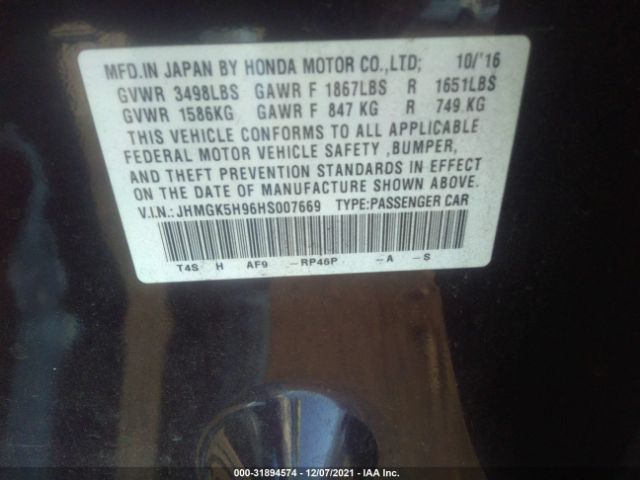 MFD.IN JAPAN BY HONDA MOTOR CO.,LTD; 10/'16
GVWR 3498LBS GAWR F 1867LBS R 1651LBS
GVWR 1586KG GAWR F 847 KG R 749 KG
THIS VEHICLE CONFORMS TO ALL APPLICABLE
FEDERAL MOTOR VEHICLE SAFETY ,BUMPER,
AND THEFT PREVENTION STANDARDS IN EFFECT
ON THE DATE OF MANUFACTURE SHOWN ABOVE.
V.I.N.:JHMGK5H96HS007669 TYPE:PASSENGER CAR
T4S H AF9 -RP46P -A -S
000-31894574 - 12/07/2021 - IAA Inc.